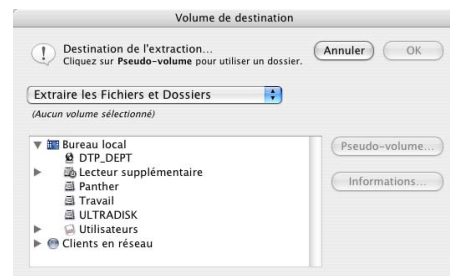 Volume de destination
Destination de l'extraction...
Cliquez sur Pseudo-volume pour utiliser un dossier.
Annuler
OK
Extraire les Fichiers et Dossiers
(Aucun volume sélectionné)
Bureau local
DTP_DEPT
Lecteur supplémentaire
Panther
Travail
ULTRADISK
Utilisateurs
Clients en réseau
Pseudo-volume...
Informations...